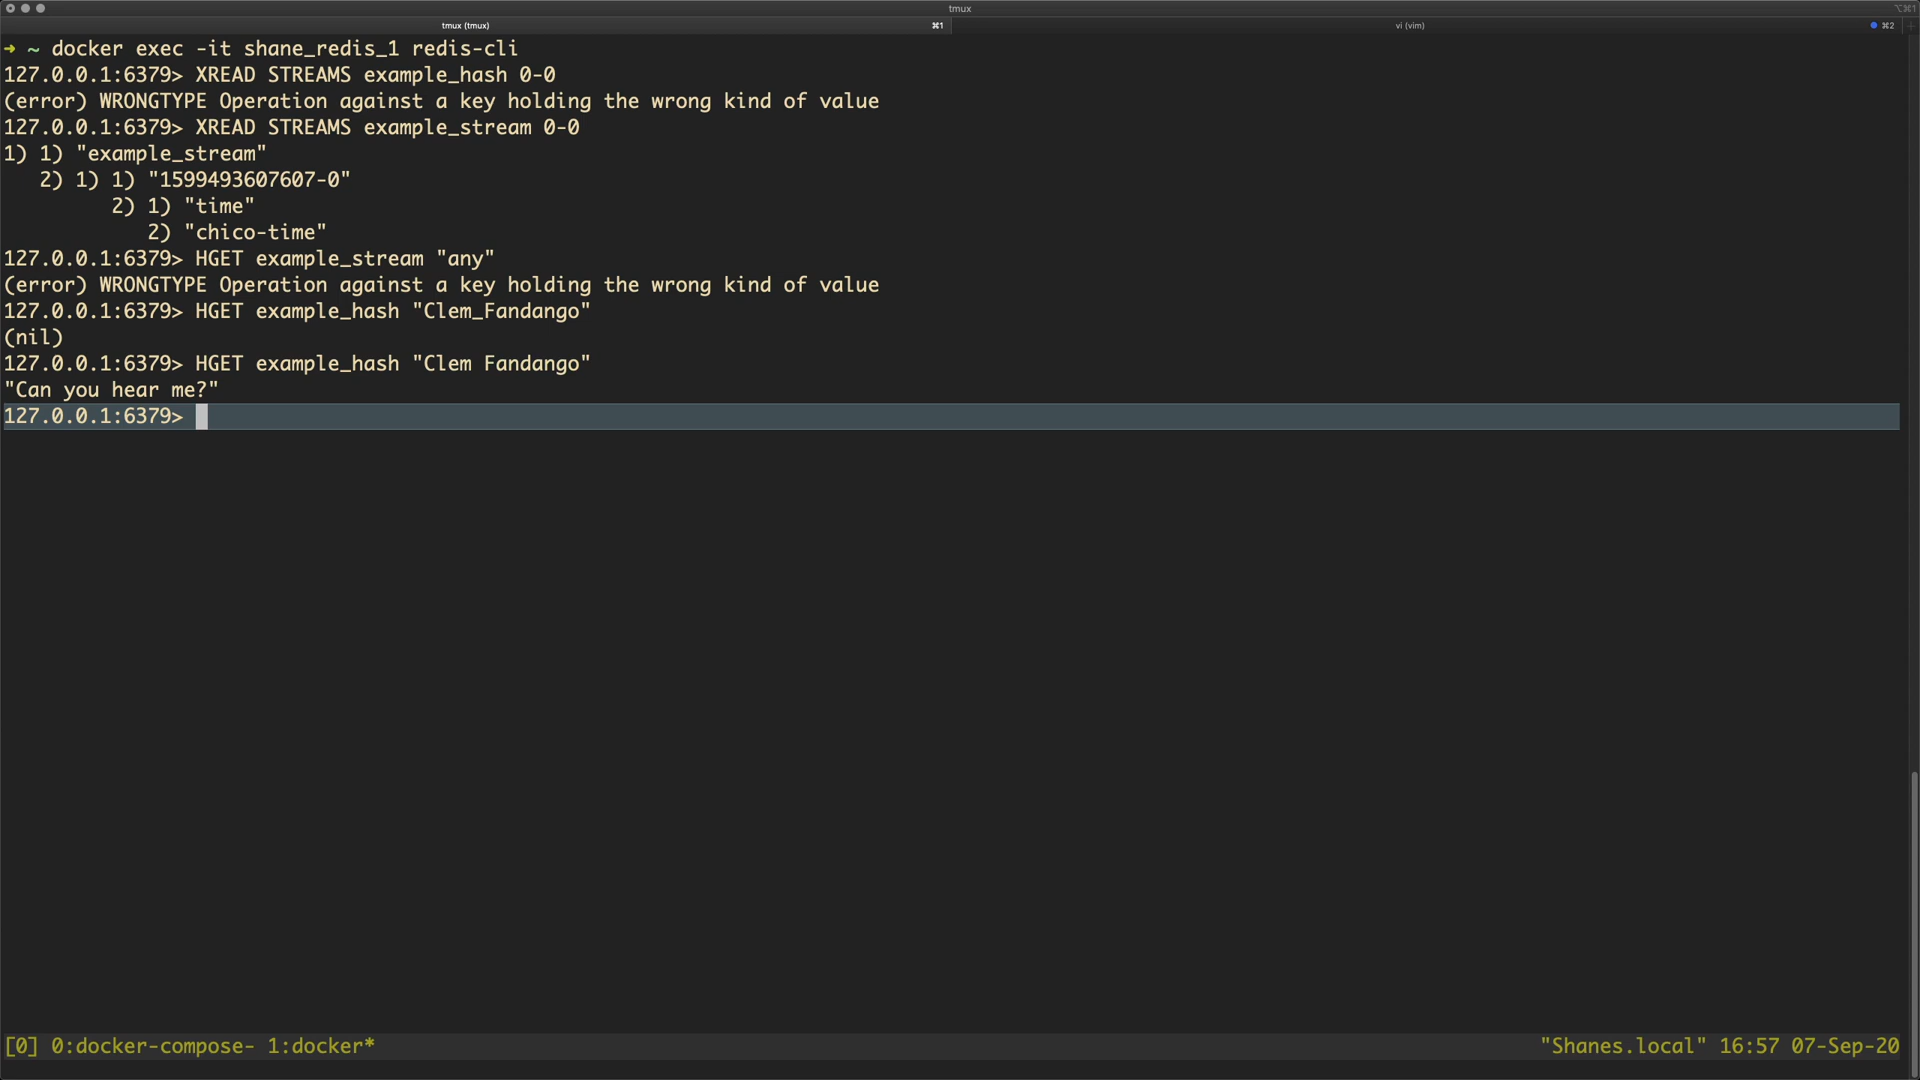 tmux
⌥⌘1
tmux (tmux)
⌘1
vi (vim)
⌘2
➜ ~ docker exec -it shane_redis_1 redis-cli
127.0.0.1:6379> XREAD STREAMS example_hash 0-0
(error) WRONGTYPE Operation against a key holding the wrong kind of value
127.0.0.1:6379> XREAD STREAMS example_stream 0-0
1) 1) "example_stream"
   2) 1) 1) "1599493607607-0"
         2) 1) "time"
            2) "chico-time"
127.0.0.1:6379> HGET example_stream "any"
(error) WRONGTYPE Operation against a key holding the wrong kind of value
127.0.0.1:6379> HGET example_hash "Clem_Fandango"
(nil)
127.0.0.1:6379> HGET example_hash "Clem Fandango"
"Can you hear me?"
127.0.0.1:6379>
[0] 0:docker-compose- 1:docker*
"Shanes.local" 16:57 07-Sep-20